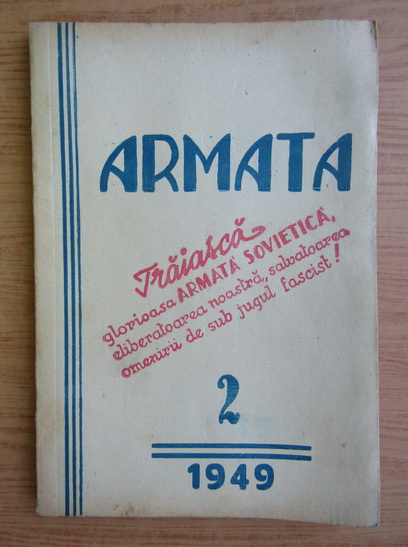 ARMATA
Trăiască
glorioasa ARMATĂ SOVIETICĂ,
eliberatoarea noastră, salvatoarea
omenirii de sub jugul fascist!
2
1949